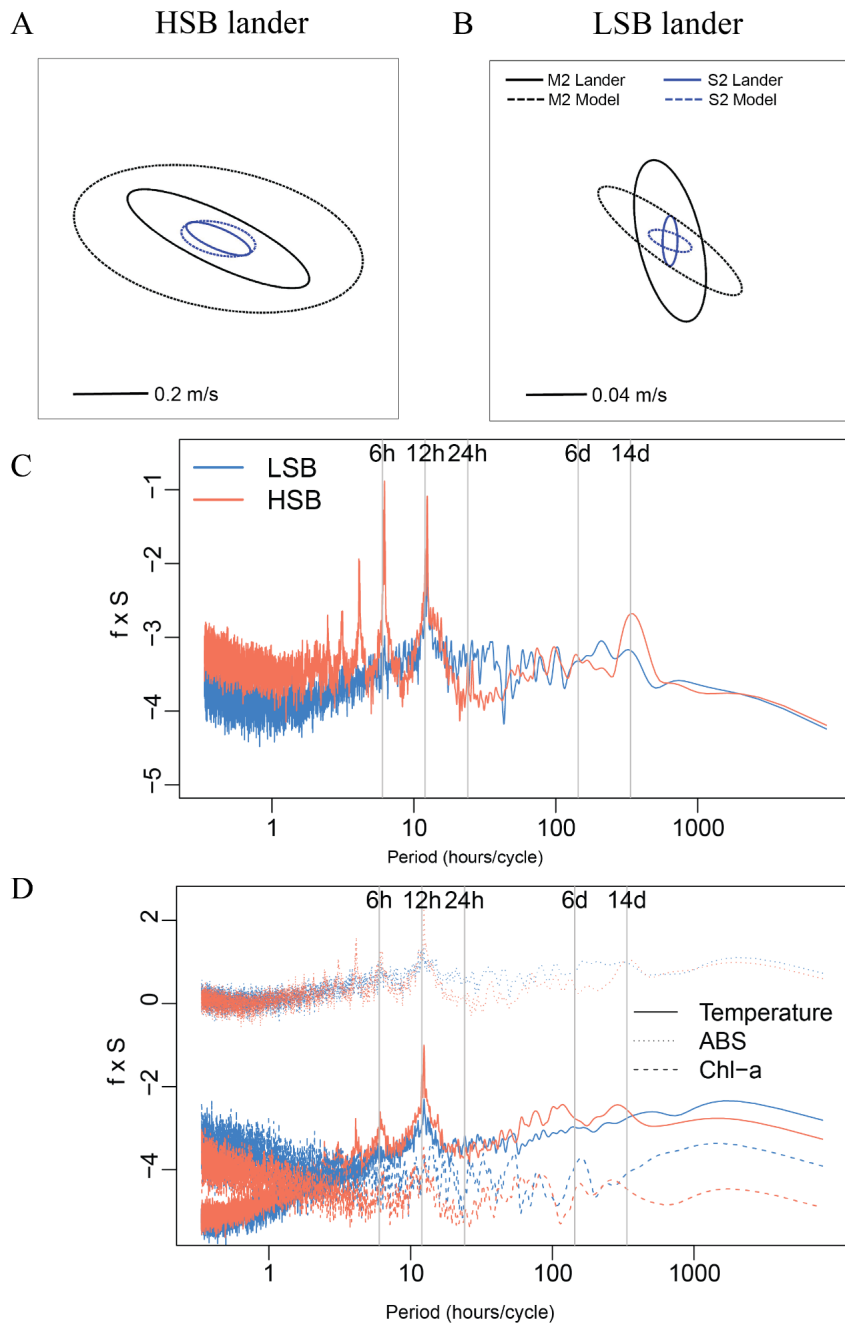 A
HSB lander
B
LSB lander
M2 Lander
S2 Lander
M2 Model
S2 Model
0.2 m/s
0.04 m/s
C
6h
12h
24h
6d
14d
LSB
HSB
−1
−2
−3
−4
−5
f x S
1
10
100
1000
Period (hours/cycle)
D
6h
12h
24h
6d
14d
2
0
−2
−4
f x S
Temperature
ABS
Chl−a
1
10
100
1000
Period (hours/cycle)